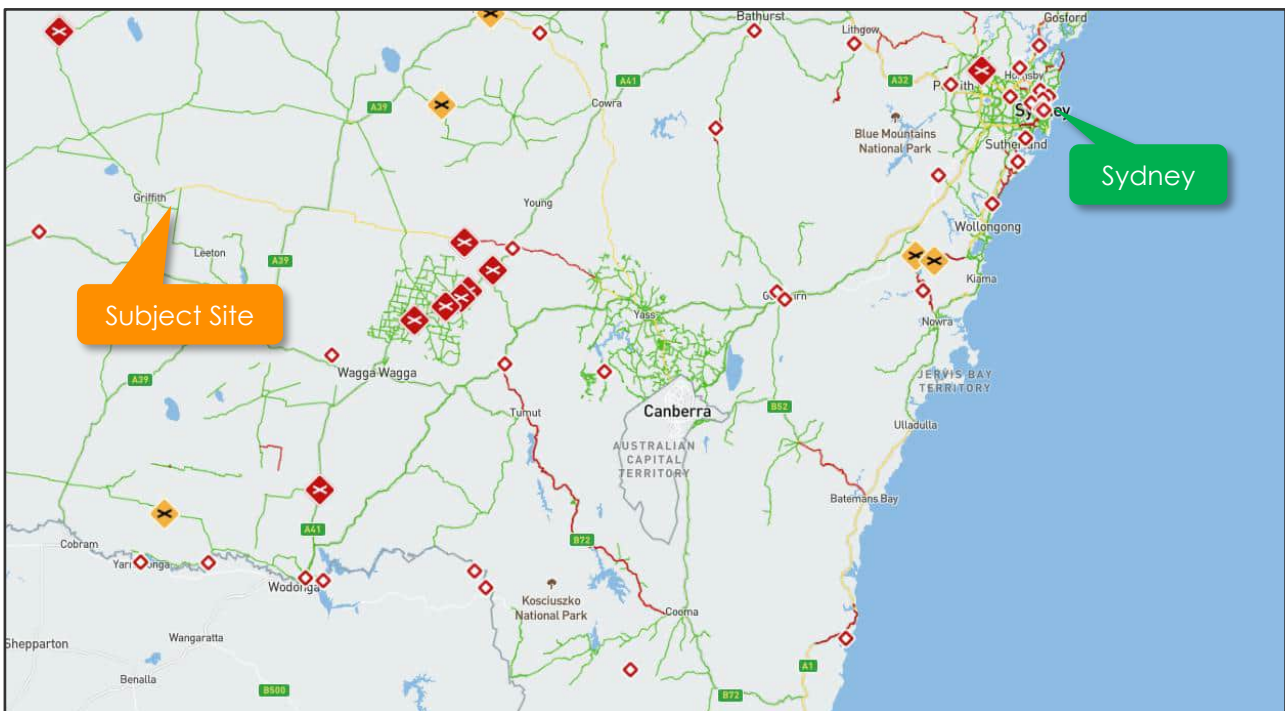 Bathurst
Gosford
Lithgow
A32
Hornsby
Penrith
A41
A39
Cowra
Blue Mountains
National Park
Sydney
Sutherland
Sydney
Griffith
Young
Wollongong
Leeton
A39
Kiama
Subject Site
Goulburn
Yass
Nowra
Wagga Wagga
JERVIS BAY
TERRITORY
A39
Canberra
B52
Tumut
Ulladulla
AUSTRALIAN
CAPITAL
TERRITORY
Batemans Bay
A41
B72
Cobram
Yarrawonga
Wodonga
Kosciuszko
National Park
Cooma
Shepparton
Wangaratta
A1
Benalla
B500
B72